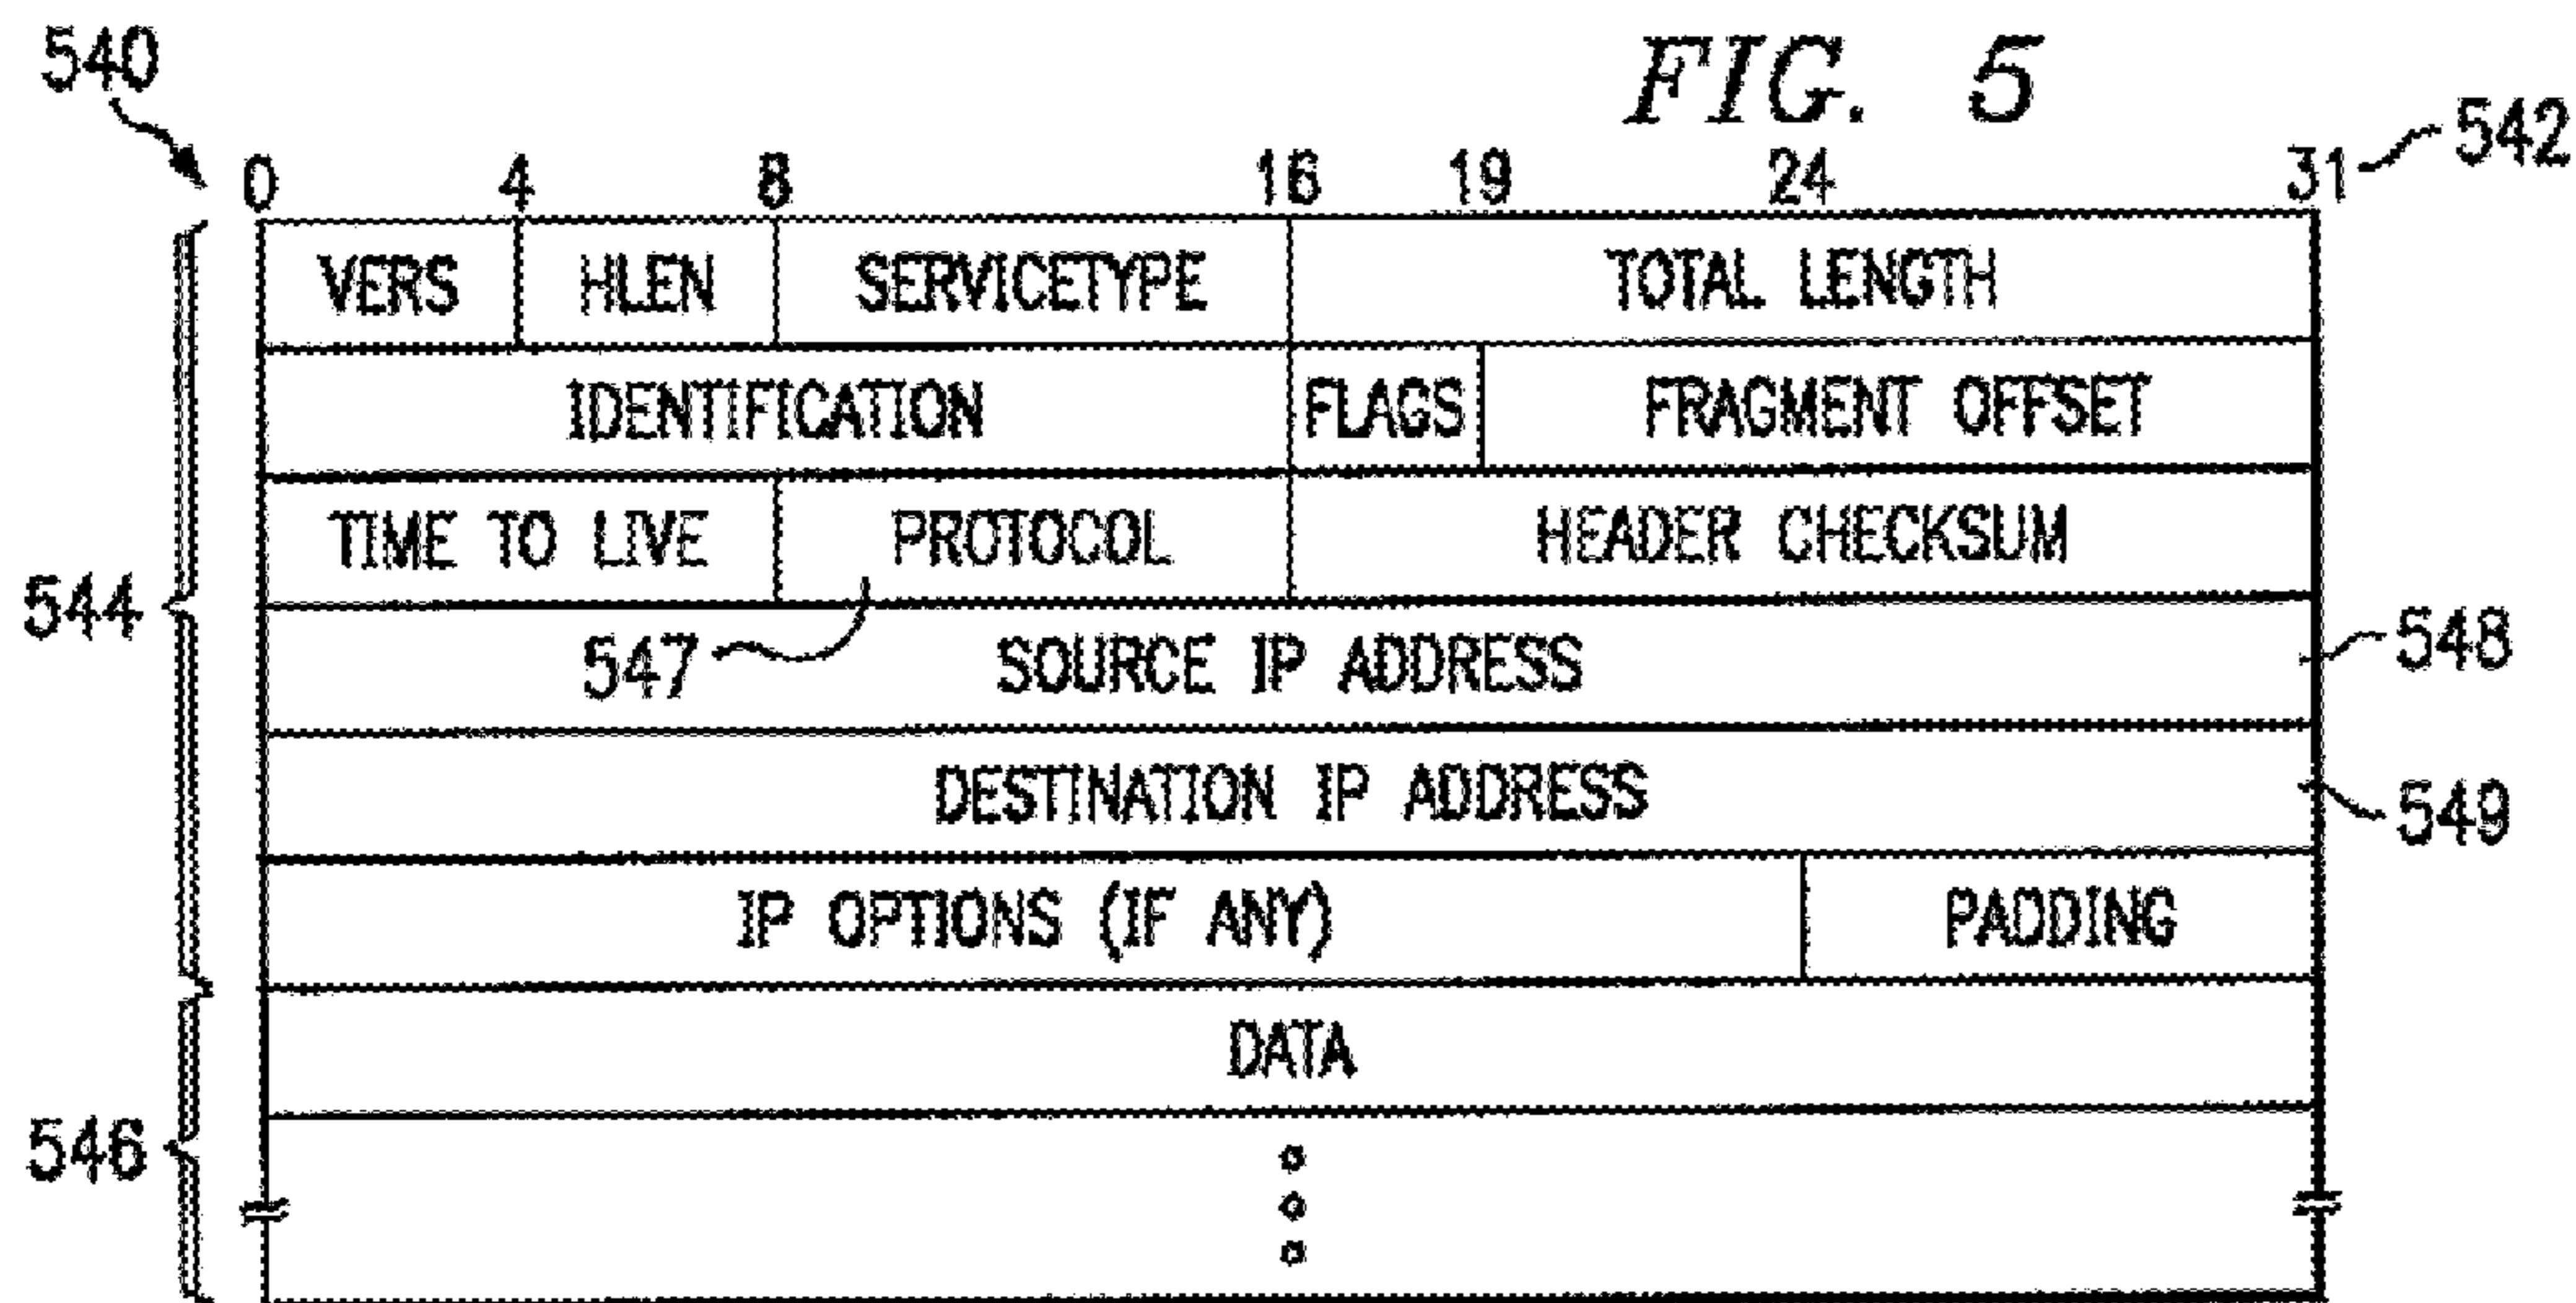 540
FIG. 5
542
0 4 8 16 19 24 31
VERS HLEN SERVICETYPE TOTAL LENGTH
IDENTIFICATION FLAGS FRAGMENT OFFSET
TIME TO LIVE PROTOCOL HEADER CHECKSUM
544
547 SOURCE IP ADDRESS 548
DESTINATION IP ADDRESS 549
IP OPTIONS (IF ANY) PADDING
DATA
546